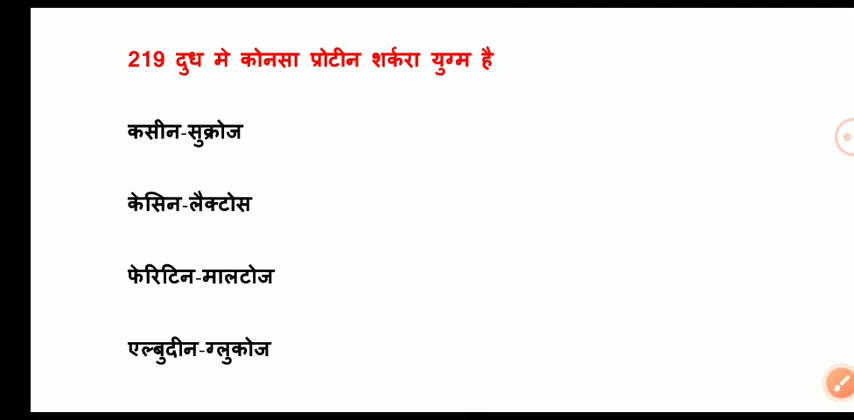 219 दुध मे कोनसा प्रोटीन शर्करा युग्म है
कसीन-सुक्रोज
केसिन-लैक्टोस
फेरिटिन-मालटोज
एल्बुदीन-ग्लुकोज